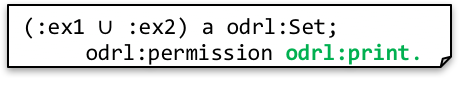 (:ex1 ∪ :ex2) a odrl:Set;
odrl:permission odrl:print.